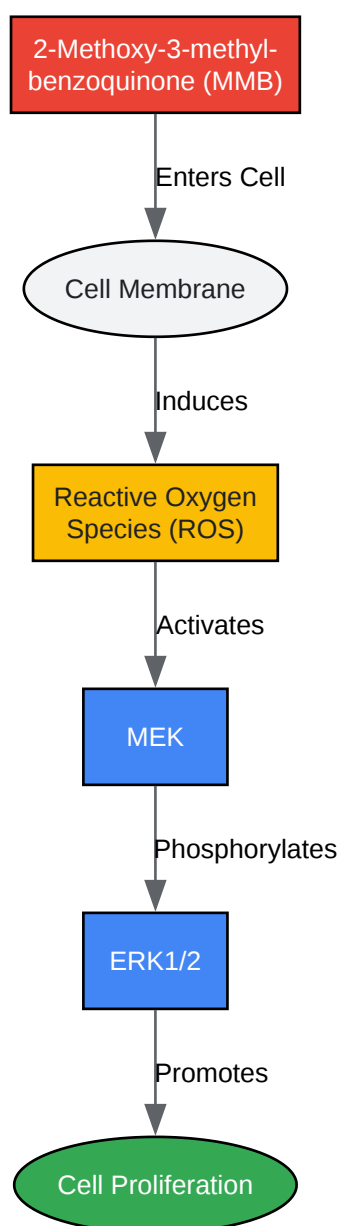 2-Methoxy-3-methyl-
benzoquinone (MMB)
Enters Cell
Cell Membrane
Induces
Reactive Oxygen
Species (ROS)
Activates
MEK
Phosphorylates
ERK1/2
Promotes
Cell Proliferation